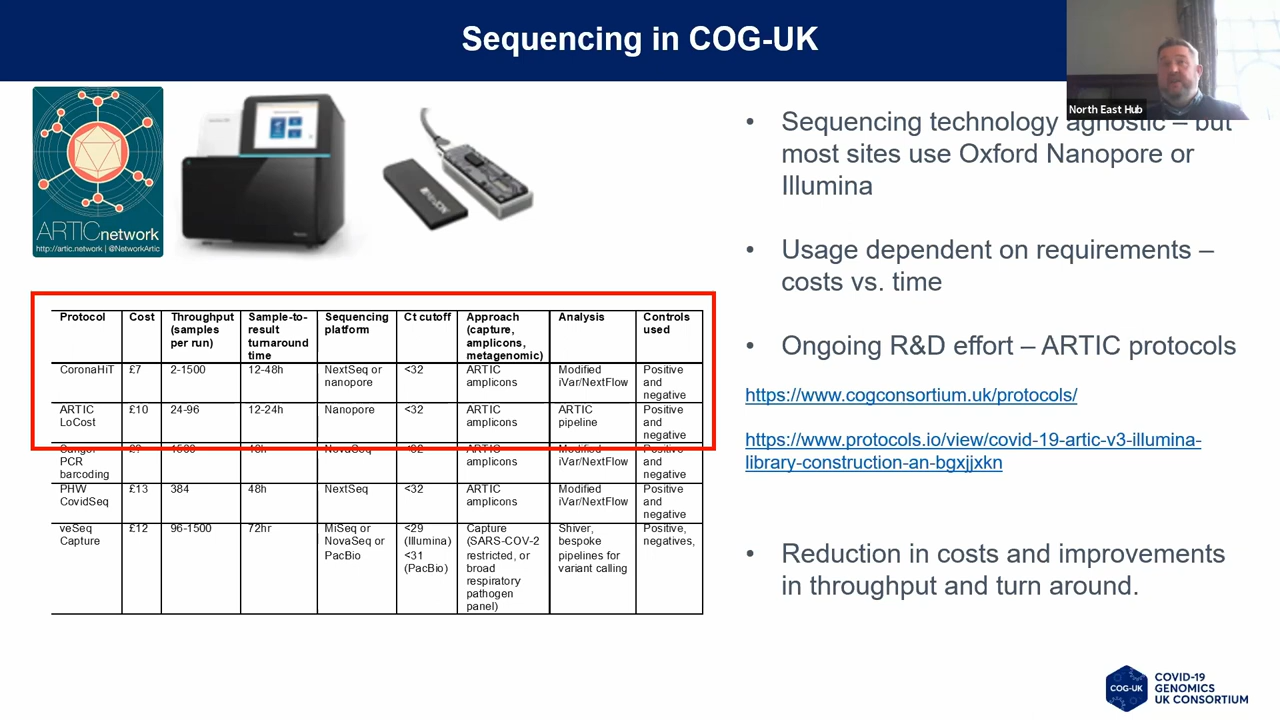 Sequencing in COG-UK
North East Hub
ARTICnetwork
http://artic.network | @NetworkArtic
• Sequencing technology agnostic – but
most sites use Oxford Nanopore or
Illumina
• Usage dependent on requirements –
costs vs. time
• Ongoing R&D effort – ARTIC protocols
https://www.cogconsortium.uk/protocols/
https://www.protocols.io/view/covid-19-artic-v3-illumina-
library-construction-an-bgxjjxkn
• Reduction in costs and improvements
in throughput and turn around.
Protocol Cost Throughput (samples per run) Sample-to-result turnaround time Sequencing platform Ct cutoff Approach (capture, amplicons, metagenomic) Analysis Controls used
CoronaHiT £7 2-1500 12-48h NextSeq or nanopore <32 ARTIC amplicons Modified iVar/NextFlow Positive and negative
ARTIC LoCost £10 24-96 12-24h Nanopore <32 ARTIC amplicons ARTIC pipeline Positive and negative
PCR barcoding NovaSeq amplicons iVar/NextFlow and negative
PHW CovidSeq £13 384 48h NextSeq <32 ARTIC amplicons Modified iVar/NextFlow Positive and negative
veSeq Capture £12 96-1500 72hr MiSeq or NovaSeq or PacBio <29 (Illumina) <31 (PacBio) Capture (SARS-COV-2 restricted, or broad respiratory pathogen panel) Shiver, bespoke pipelines for variant calling Positive, negatives,
COG-UK
COVID-19
GENOMICS
UK CONSORTIUM